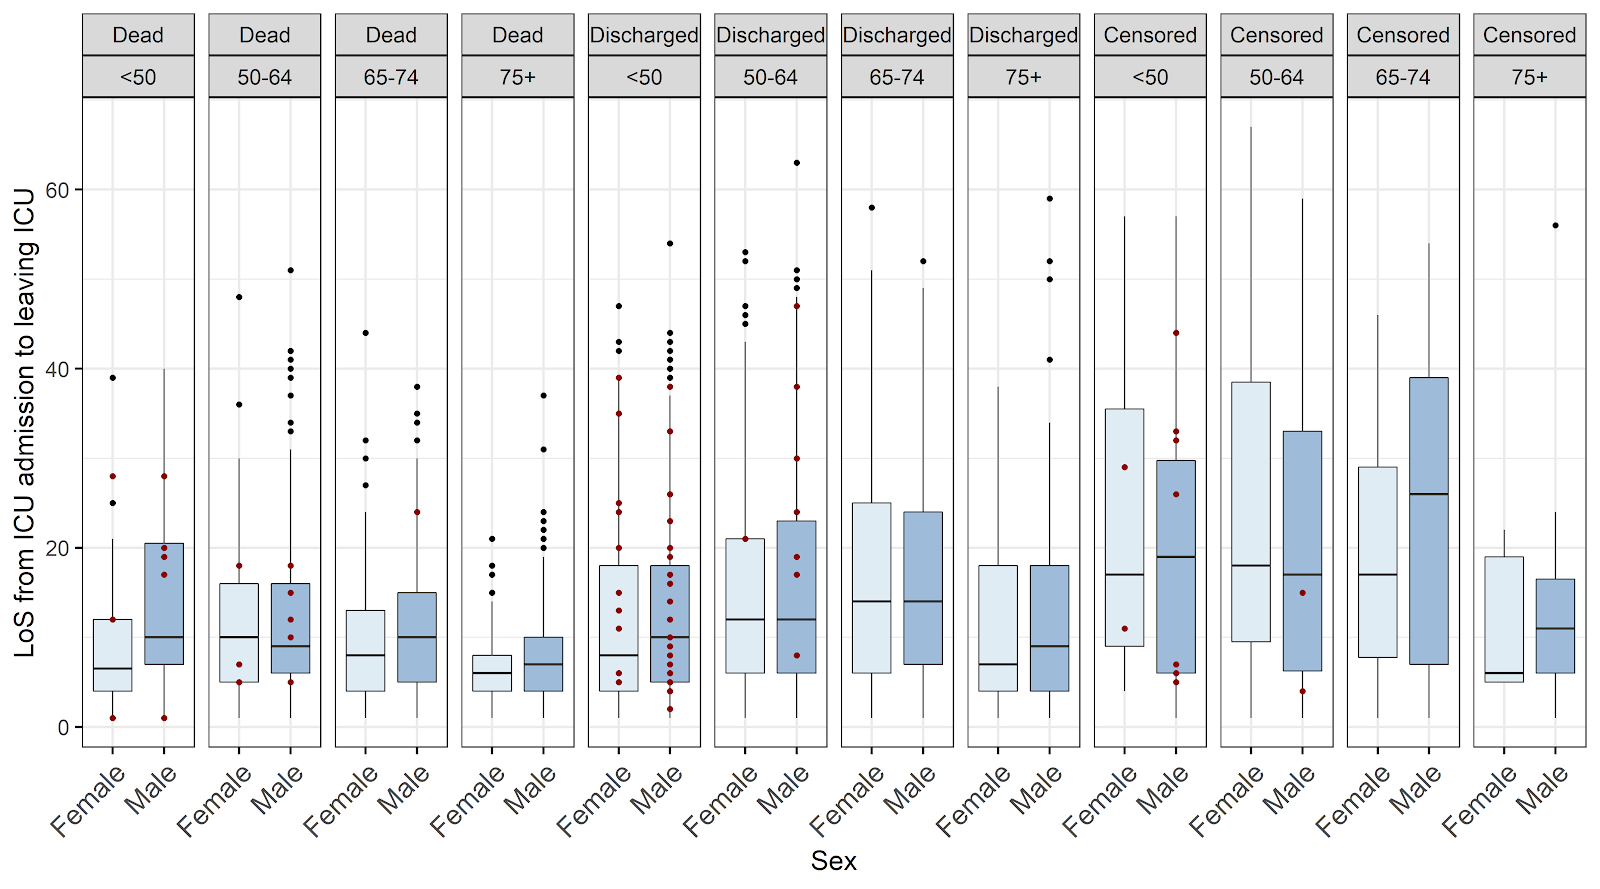 Dead Dead Dead Dead Discharged Discharged Discharged Discharged Censored Censored Censored Censored
<50 50-64 65-74 75+ <50 50-64 65-74 75+ <50 50-64 65-74 75+
LoS from ICU admission to leaving ICU
60
40
20
0
Female Male Female Male Female Male Female Male Female Male Female Male Female Male Female Male Female Male Female Male Female Male Female Male
Sex